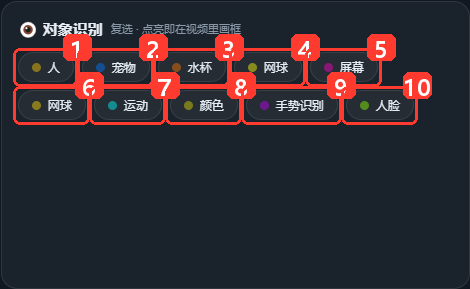 对象识别 复选 · 点亮即在视频里画框
1 2 3 4 5
人 宠物 水杯 网球 屏幕
6 7 8 9 10
网球 运动 颜色 手势识别 人脸